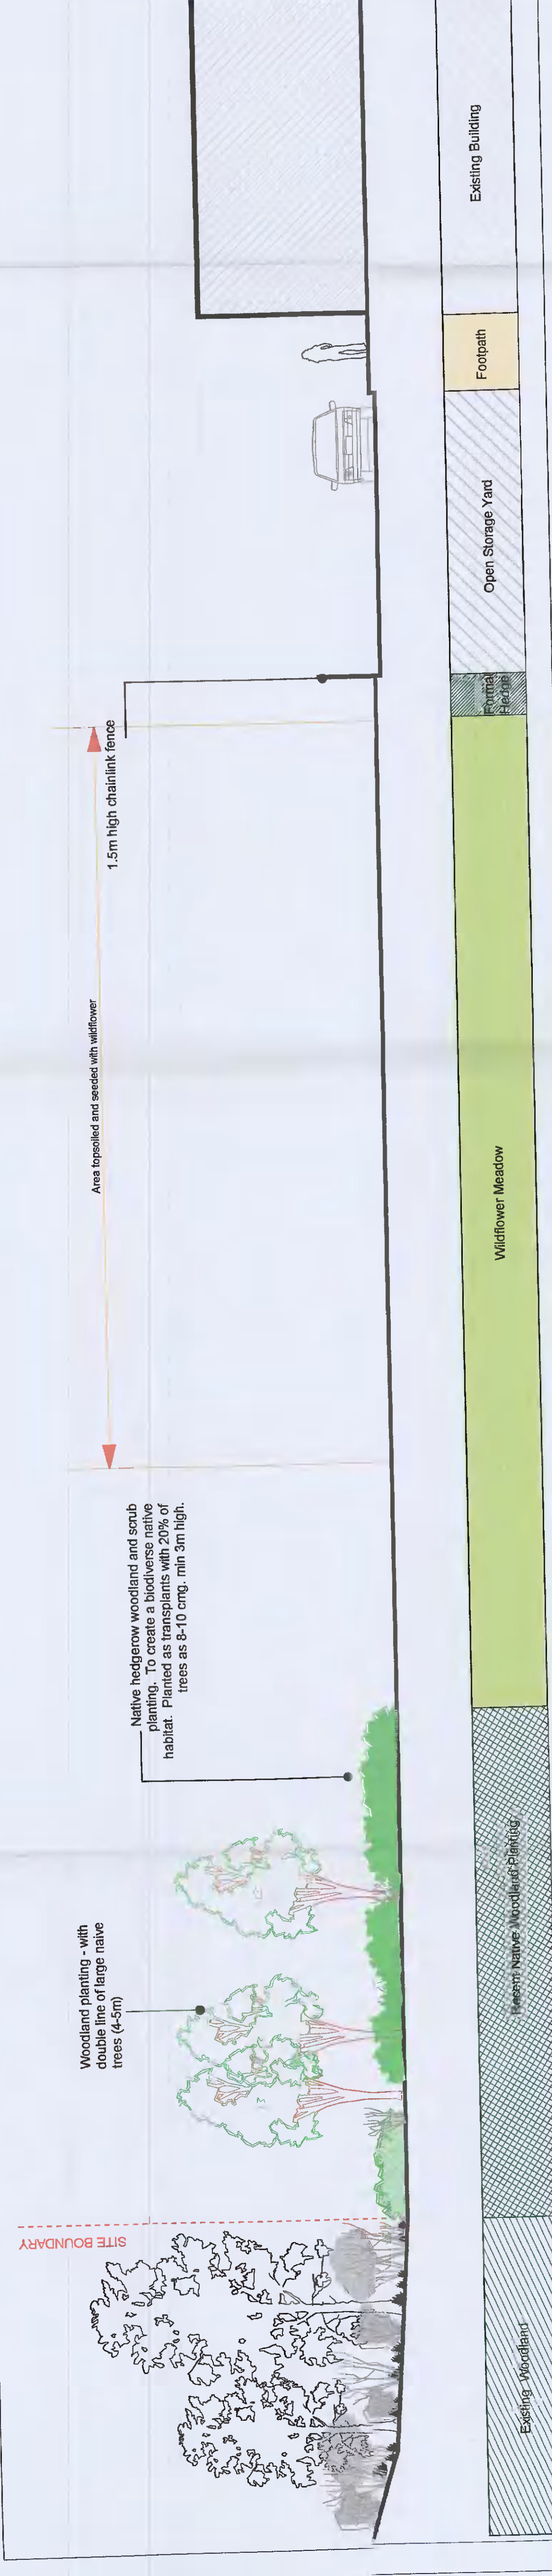 SITE BOUNDARY
Woodland planting - with
double line of large naive
trees (4-5m)
Native hedgerow woodland and scrub
planting. To create a biodiverse native
habitat. Planted as transplants with 20% of
trees as 8-10 cmg. min 3m high.
Area topsoiled and seeded with wildflower
1.5m high chainlink fence
Existing Woodland
Recent Native Woodland Planting
Wildflower Meadow
Formal
Hedge
Open Storage Yard
Footpath
Existing Building